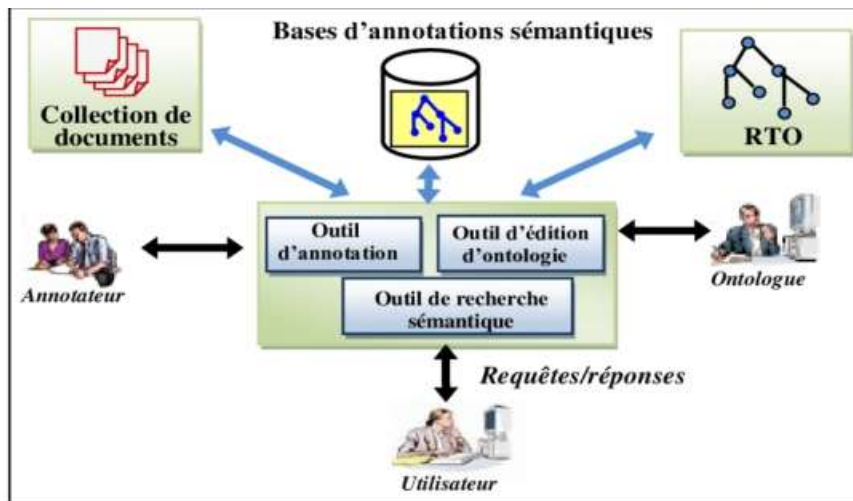 Bases d'annotations sémantiques
Collection de
documents
RTO
Outil
d'annotation
Outil d'édition
d'ontologie
Outil de recherche
sémantique
Annotateur
Ontologue
Requêtes/réponses
Utilisateur